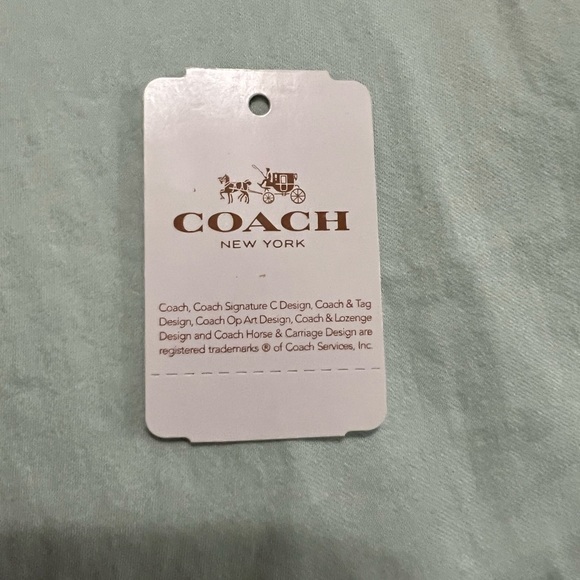 COACH
NEW YORK
Coach, Coach Signature C Design, Coach & Tag
Design, Coach Op Art Design, Coach & Lozenge
Design and Coach Horse & Carriage Design are
registered trademarks ® of Coach Services, Inc.